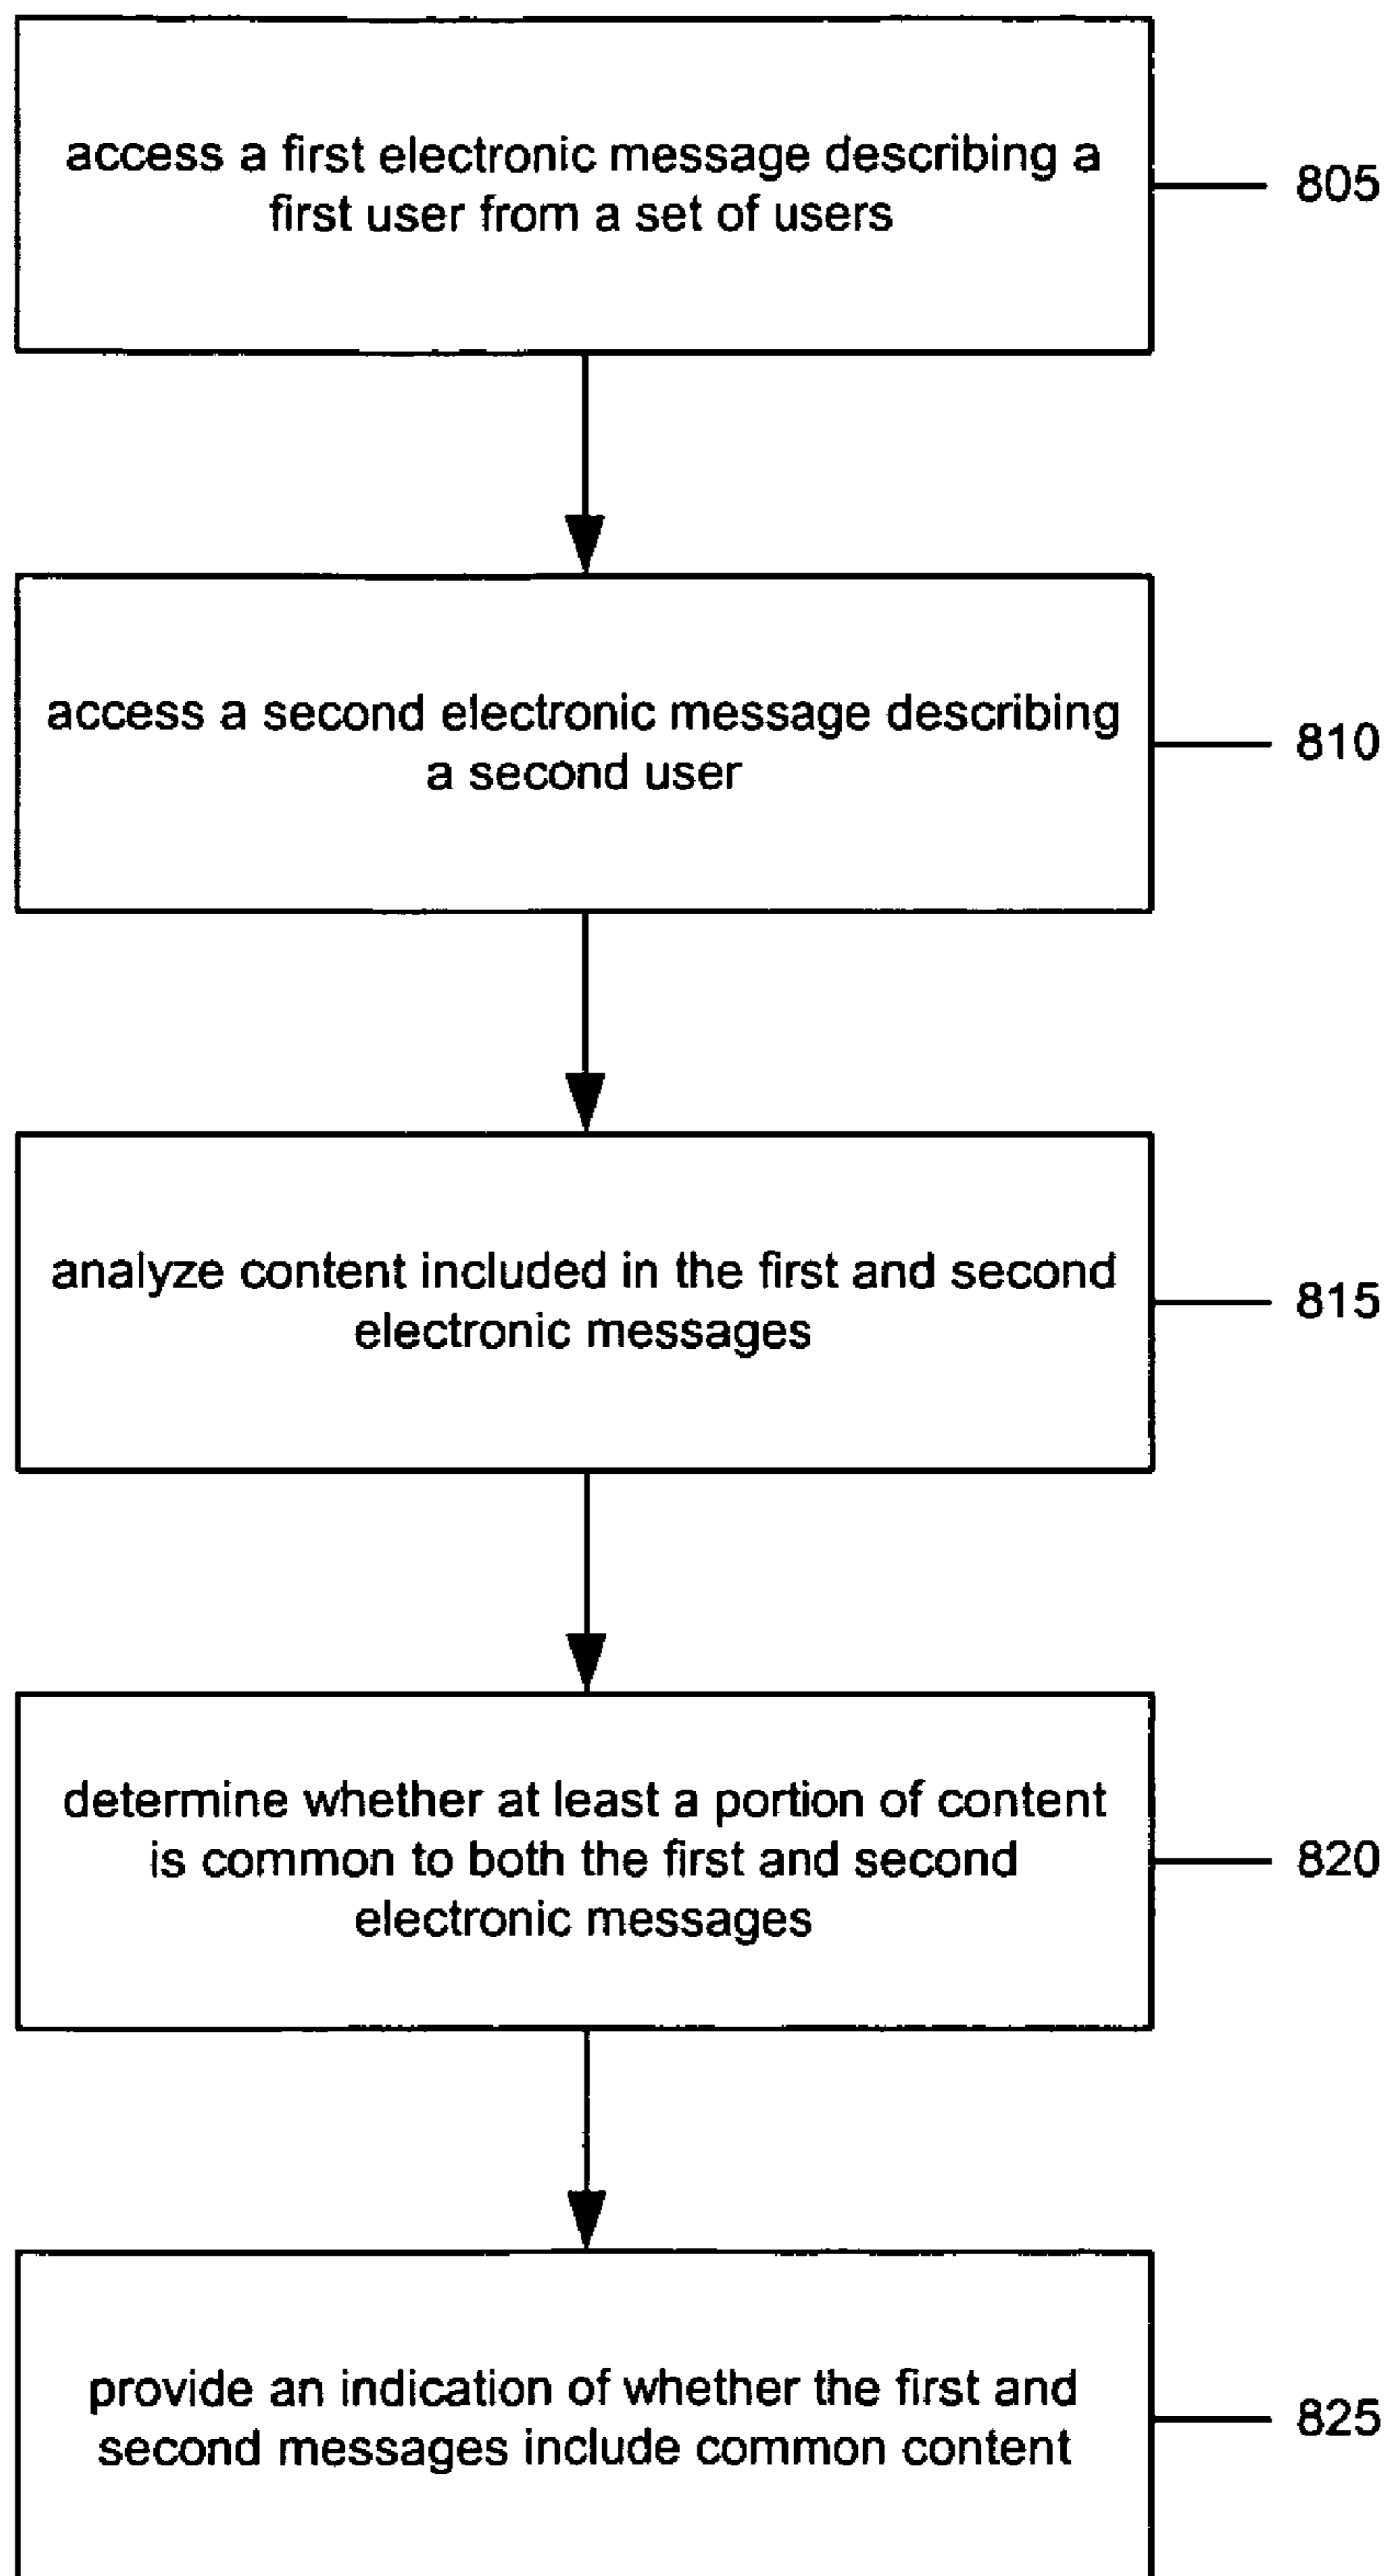 access a first electronic message describing a
first user from a set of users
805
access a second electronic message describing
a second user
810
analyze content included in the first and second
electronic messages
815
determine whether at least a portion of content
is common to both the first and second
electronic messages
820
provide an indication of whether the first and
second messages include common content
825